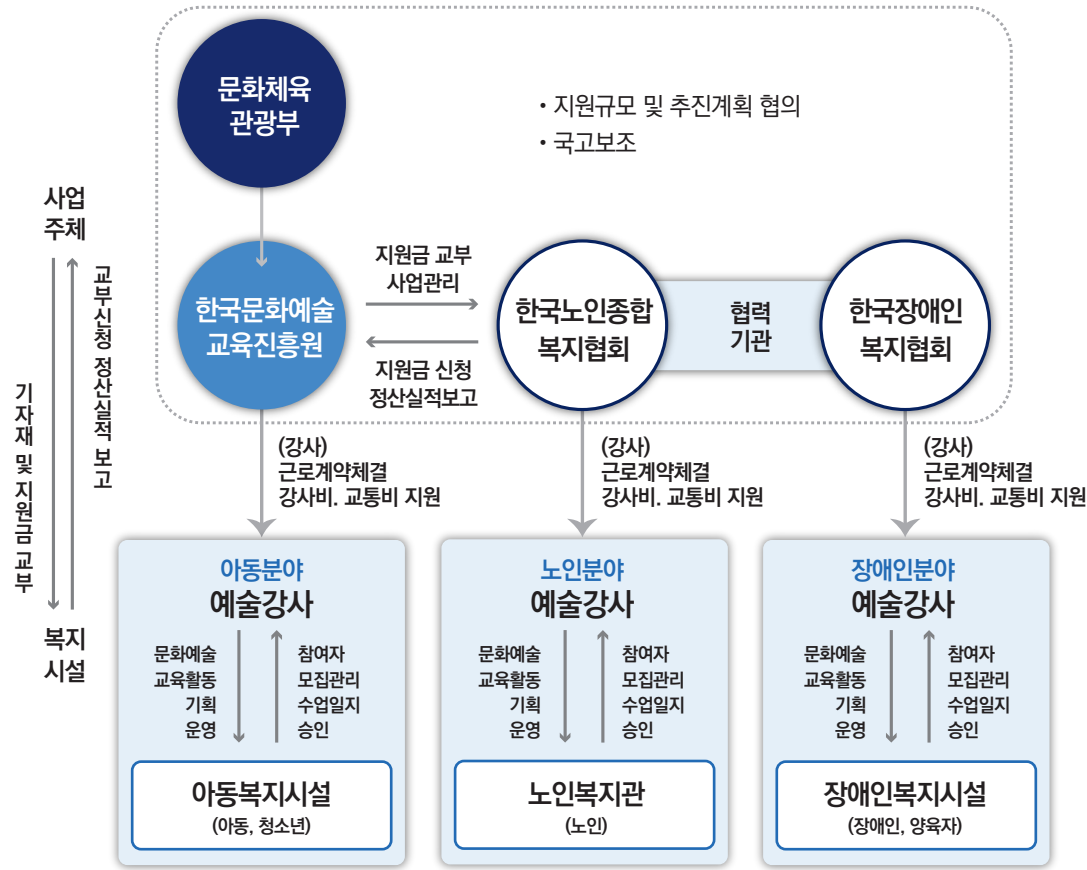 문화체육
관광부
・지원규모 및 추진계획 협의
・국고보조
사업
주체
교부신청 정산실적 보고
기자재 및 지원금 교부
복지
시설
한국문화예술
교육진흥원
지원금 교부
사업관리
지원금 신청
정산실적보고
한국노인종합
복지협회
협력
기관
한국장애인
복지협회
(강사)
근로계약체결
강사비. 교통비 지원
(강사)
근로계약체결
강사비. 교통비 지원
(강사)
근로계약체결
강사비. 교통비 지원
아동분야
예술강사
문화예술
교육활동
기획
운영
참여자
모집관리
수업일지
승인
아동복지시설
(아동, 청소년)
노인분야
예술강사
문화예술
교육활동
기획
운영
참여자
모집관리
수업일지
승인
노인복지관
(노인)
장애인분야
예술강사
문화예술
교육활동
기획
운영
참여자
모집관리
수업일지
승인
장애인복지시설
(장애인, 양육자)